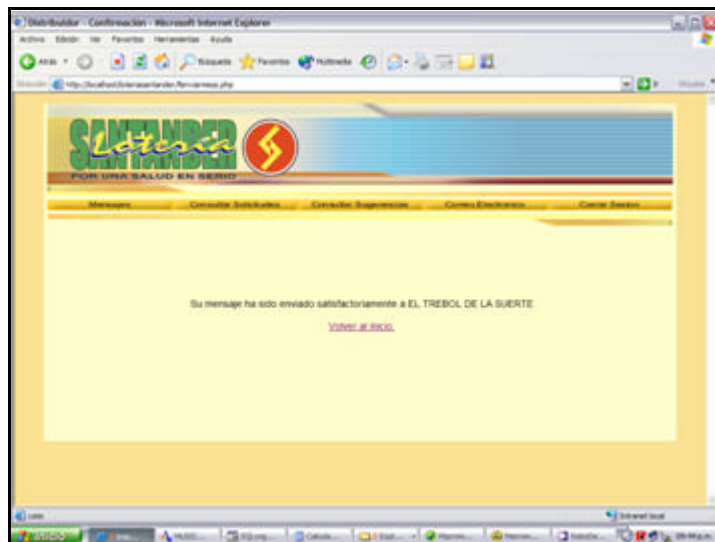 Distribuidor - Confirmacion - Microsoft Internet Explorer
Archivo Edición Ver Favoritos Herramientas Ayuda
Atrás Búsqueda Favoritos Multimedia
SANTANDER
Lotería
POR UNA SALUD EN SERIO
Mensajes Consultar Solicitudes Consultar Sugerencias Correo Electronico Cerrar Sesion
Su mensaje ha sido enviado satisfactoriamente a EL TREBOL DE LA SUERTE
Volver al inicio.
Listo Intranet local
Inicio